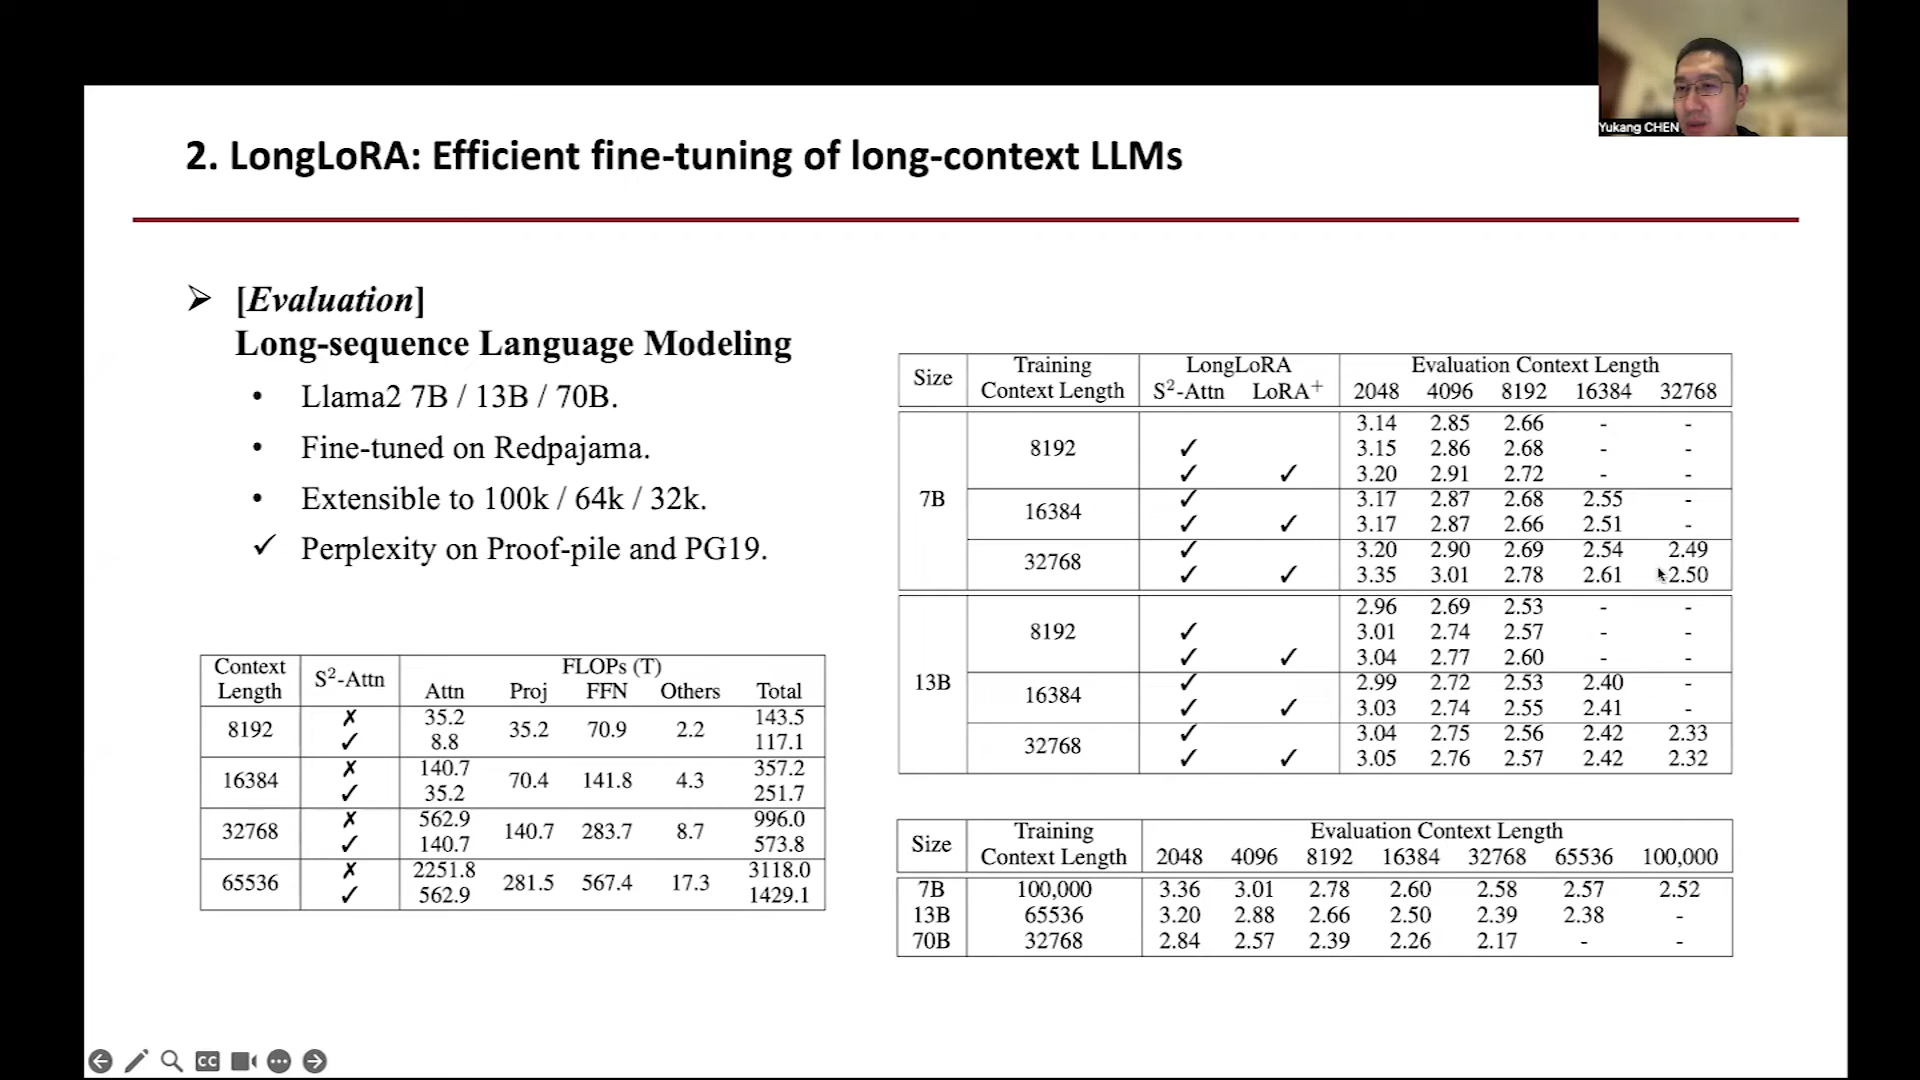 Yukang CHEN
2. LongLoRA: Efficient fine-tuning of long-context LLMs
➢ [Evaluation]
Long-sequence Language Modeling
• Llama2 7B / 13B / 70B.
• Fine-tuned on Redpajama.
• Extensible to 100k / 64k / 32k.
✓ Perplexity on Proof-pile and PG19.
Context Length S²-Attn FLOPs (T)
Attn Proj FFN Others Total
8192 ✗ 35.2 35.2 70.9 2.2 143.5
✓ 8.8 117.1
16384 ✗ 140.7 70.4 141.8 4.3 357.2
✓ 35.2 251.7
32768 ✗ 562.9 140.7 283.7 8.7 996.0
✓ 140.7 573.8
65536 ✗ 2251.8 281.5 567.4 17.3 3118.0
✓ 562.9 1429.1
Size Training Context Length LongLoRA Evaluation Context Length
S²-Attn LoRA⁺ 2048 4096 8192 16384 32768
7B 8192 3.14 2.85 2.66 - -
✓ 3.15 2.86 2.68 - -
✓ ✓ 3.20 2.91 2.72 - -
16384 ✓ 3.17 2.87 2.68 2.55 -
✓ ✓ 3.17 2.87 2.66 2.51 -
32768 ✓ 3.20 2.90 2.69 2.54 2.49
✓ ✓ 3.35 3.01 2.78 2.61 2.50
13B 8192 2.96 2.69 2.53 - -
✓ 3.01 2.74 2.57 - -
✓ ✓ 3.04 2.77 2.60 - -
16384 ✓ 2.99 2.72 2.53 2.40 -
✓ ✓ 3.03 2.74 2.55 2.41 -
32768 ✓ 3.04 2.75 2.56 2.42 2.33
✓ ✓ 3.05 2.76 2.57 2.42 2.32
Size Training Context Length Evaluation Context Length
2048 4096 8192 16384 32768 65536 100,000
7B 100,000 3.36 3.01 2.78 2.60 2.58 2.57 2.52
13B 65536 3.20 2.88 2.66 2.50 2.39 2.38 -
70B 32768 2.84 2.57 2.39 2.26 2.17 - -
CC